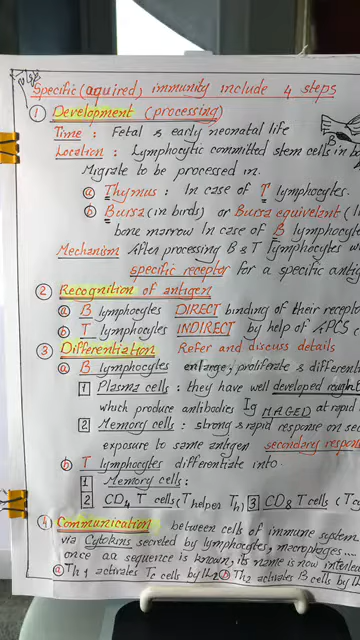 Specific (aquired) immunity include 4 steps
① Development (processing)
Time : Fetal & early neonatal life
Location : Lymphocytic committed stem cells in
Migrate to be processed in.
ⓐ Thymus : In case of T lymphocytes.
ⓑ Bursa (in birds) or Bursa equivalent
bone marrow In case of B lymphocytes
Mechanism After processing B & T lymphocytes
specific receptor for a specific
② Recognition of antigen
ⓐ B lymphocytes DIRECT binding of their
ⓑ T lymphocytes INDIRECT by help of APCS
③ Differentiation Refer and discuss details
ⓐ B lymphocytes enlarge, proliferate &
1 Plasma cells : they have well developed
which produce antibodies Ig MAGED at rapid
2 Memory cells : strong & rapid response on
exposure to same antigen secondary
ⓑ T lymphocytes differentiate into.
1 Memory cells :
2 CD4 T cells (T helper Th) 3 CD8 T cells
④ Communication between cells of immune system
via Cytokins secreted by lymphocytes, macrophages....
once aa sequence is known, its name is now
ⓐ Th1 activates Tc cells by IL2 ⓑ Th2 activates B cells by
B